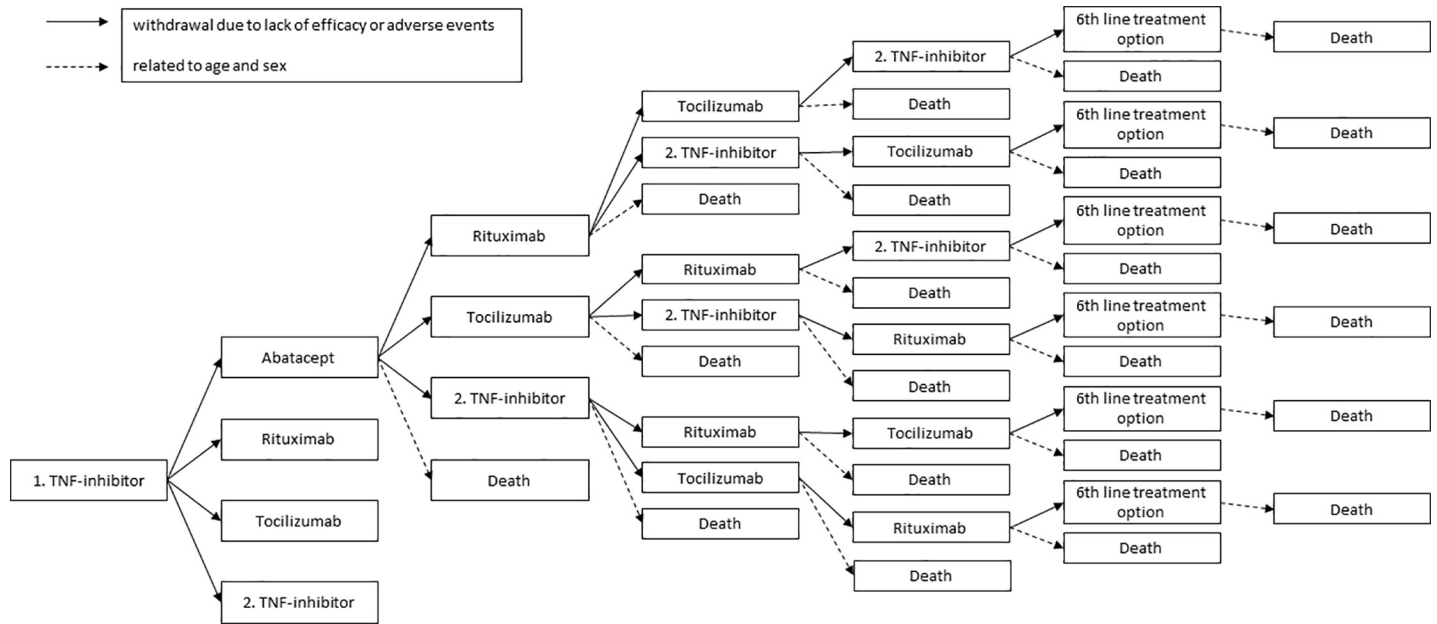 withdrawal due to lack of efficacy or adverse events
related to age and sex
1. TNF-inhibitor
Abatacept
Rituximab
Tocilizumab
2. TNF-inhibitor
Rituximab
Tocilizumab
2. TNF-inhibitor
Death
Tocilizumab
2. TNF-inhibitor
Death
Rituximab
2. TNF-inhibitor
Death
Rituximab
Tocilizumab
Death
2. TNF-inhibitor
Death
Tocilizumab
Death
2. TNF-inhibitor
Death
Rituximab
Death
Tocilizumab
Death
Rituximab
Death
6th line treatment
option
Death
6th line treatment
option
Death
6th line treatment
option
Death
6th line treatment
option
Death
6th line treatment
option
Death
6th line treatment
option
Death
Death
Death
Death
Death
Death
Death